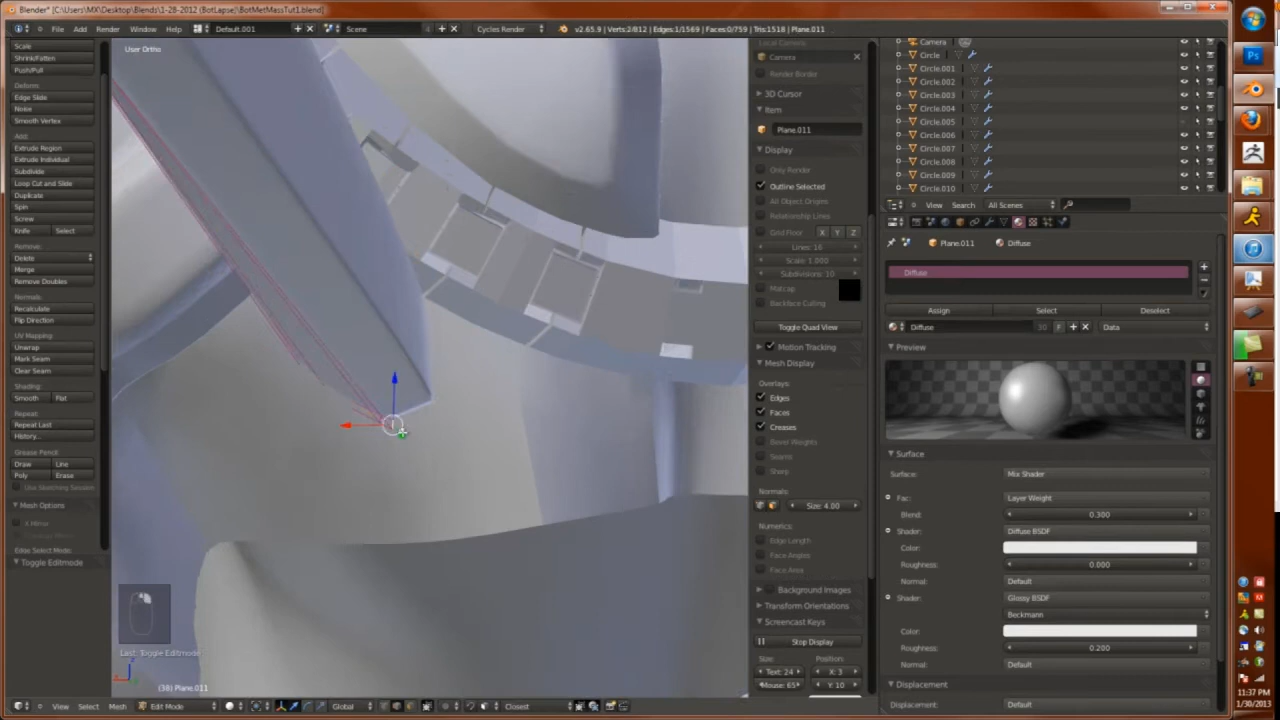 Blender* [C:\Users\MX\Desktop\Blends\1-28-2012 (BotLapse)\BotMetMassTut1.blend]
File Add Render Window Help Default.001 Scene Cycles Render v2.65.9 | Verts:2/812 | Edges:1/1569 | Faces:0/759 | Tris:1518 | Plane.011
Scale
Shrink/Fatten
Push/Pull
Deform:
Edge Slide
Noise
Smooth Vertex
Add:
Extrude Region
Extrude Individual
Subdivide
Loop Cut and Slide
Duplicate
Spin
Screw
Knife Select
Remove:
Delete
Merge
Remove Doubles
Normals:
Recalculate
Flip Direction
UV Mapping:
Unwrap
Mark Seam
Clear Seam
Shading:
Smooth Flat
Repeat:
Repeat Last
History...
Grease Pencil:
Draw Line
Poly Erase
Use Sketching Session
Mesh Options
X Mirror
Edge Select Mode:
Toggle Editmode
User Ortho
Last: Toggle Editmode
(38) Plane.011
View Select Mesh Edit Mode Global Closest
Local Camera:
Camera
Render Border
3D Cursor
Item
Plane.011
Display
Only Render
Outline Selected
All Object Origins
Relationship Lines
Grid Floor X Y Z
Lines: 16
Scale: 1.000
Subdivisions: 10
Matcap
Backface Culling
Toggle Quad View
Motion Tracking
Mesh Display
Overlays:
Edges
Faces
Creases
Bevel Weights
Seams
Sharp
Normals:
Size: 4.00
Numerics:
Edge Length
Face Angles
Face Area
Background Images
Transform Orientations
Screencast Keys
Stop Display
Size: Position:
Text: 24 X: 3
Mouse: 65 Y: 10
Camera
Circle
Circle.001
Circle.002
Circle.003
Circle.004
Circle.005
Circle.006
Circle.007
Circle.008
Circle.009
Circle.010
View Search All Scenes
Plane.011 Diffuse
Diffuse
Assign Select Deselect
Diffuse 30 F Data
Preview
Surface
Surface: Mix Shader
Fac: Layer Weight
Blend: 0.300
Shader: Diffuse BSDF
Color:
Roughness: 0.000
Normal: Default
Shader: Glossy BSDF
Beckmann
Color:
Roughness: 0.200
Normal: Default
Displacement
Displacement: Default
Ps
11:37 PM
1/30/2013